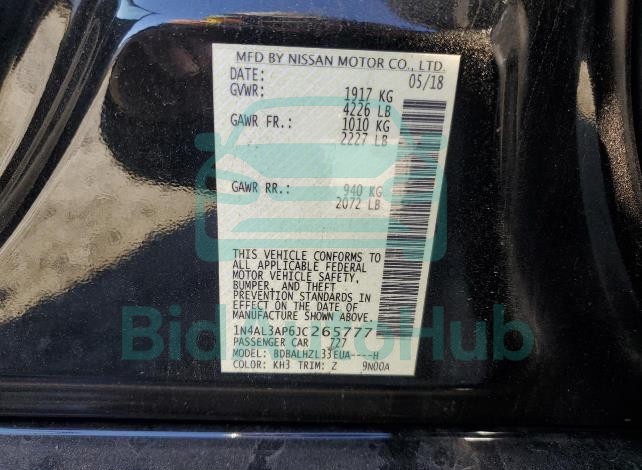 MFD BY NISSAN MOTOR CO., LTD.
DATE: 05/18
GVWR: 1917 KG
4226 LB
GAWR FR.: 1010 KG
2227 LB
GAWR RR.: 940 KG
2072 LB
THIS VEHICLE CONFORMS TO
ALL APPLICABLE FEDERAL
MOTOR VEHICLE SAFETY,
BUMPER, AND THEFT
PREVENTION STANDARDS IN
EFFECT ON THE DATE OF
MANUFACTURE SHOWN ABOVE.
1N4AL3AP6JC265777
PASSENGER CAR 727
MODEL: BDBALHZL33EUA----H
COLOR: KH3 TRIM: Z 9N00A
BidAutoHub